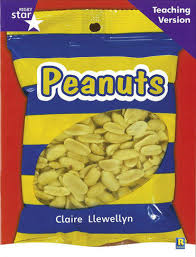 RIGBY
star
Teaching
Version
Peanuts
Claire Llewellyn
R